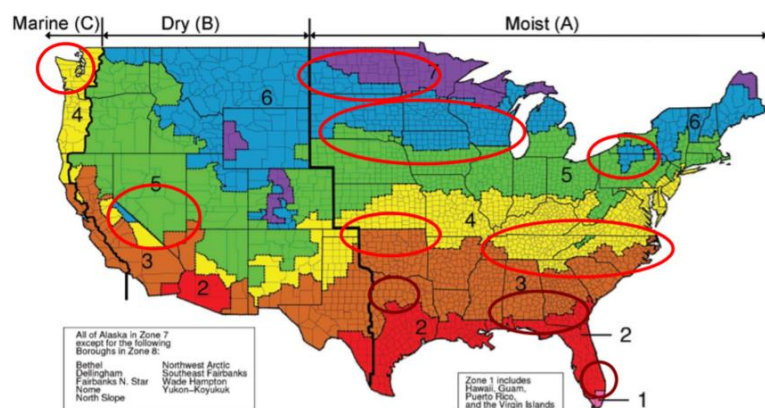 Marine (C) Dry (B) Moist (A)
7
6
4
6
5
5
4
3
3
2
2
2
1
All of Alaska in Zone 7
except for the following
Boroughs in Zone 8:
Bethel Northwest Arctic
Dellingham Southeast Fairbanks
Fairbanks N. Star Wade Hampton
Nome Yukon-Koyukuk
North Slope
Zone 1 includes
Hawaii, Guam,
Puerto Rico,
and the Virgin Islands